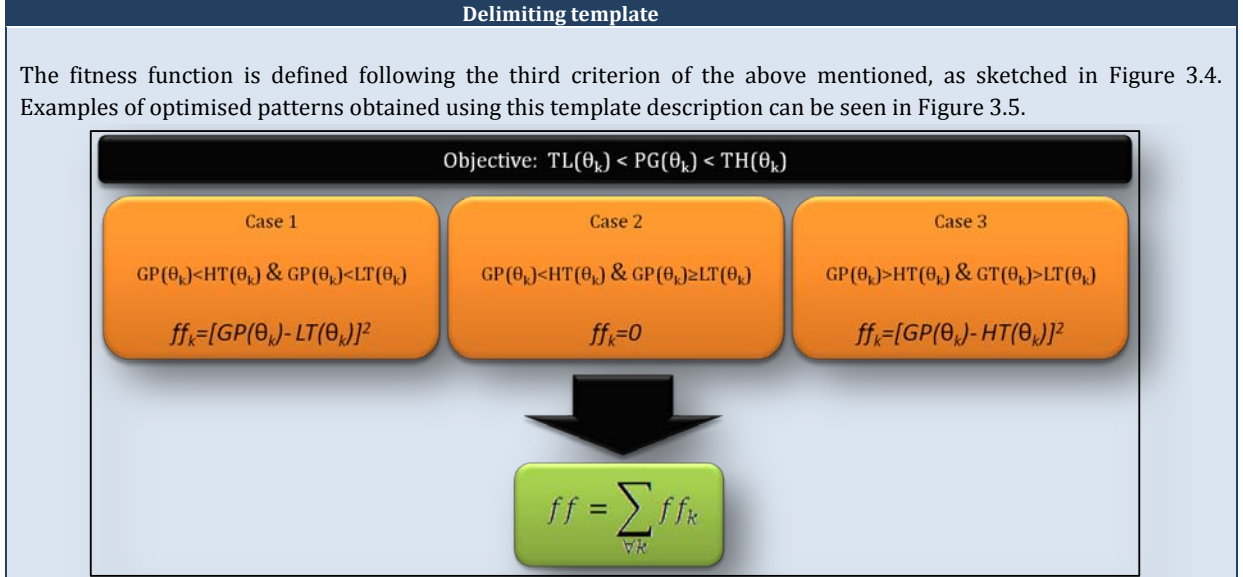 Delimiting template
The fitness function is defined following the third criterion of the above mentioned, as sketched in Figure 3.4.
Examples of optimised patterns obtained using this template description can be seen in Figure 3.5.
Objective: TL(θk) < PG(θk) < TH(θk)
Case 1
GP(θk)<HT(θk) & GP(θk)<LT(θk)
ffk=[GP(θk)- LT(θk)]²
Case 2
GP(θk)<HT(θk) & GP(θk)≥LT(θk)
ffk=0
Case 3
GP(θk)>HT(θk) & GT(θk)>LT(θk)
ffk=[GP(θk)- HT(θk)]²
ff = ∑ ffk
∀k